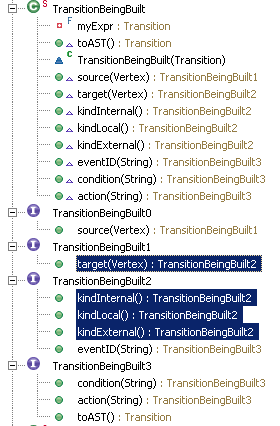 TransitionBeingBuilt
myExpr : Transition
toAST() : Transition
TransitionBeingBuilt(Transition)
source(Vertex) : TransitionBeingBuilt1
target(Vertex) : TransitionBeingBuilt2
kindInternal() : TransitionBeingBuilt2
kindLocal() : TransitionBeingBuilt2
kindExternal() : TransitionBeingBuilt2
eventID(String) : TransitionBeingBuilt3
condition(String) : TransitionBeingBuilt3
action(String) : TransitionBeingBuilt3
TransitionBeingBuilt0
source(Vertex) : TransitionBeingBuilt1
TransitionBeingBuilt1
target(Vertex) : TransitionBeingBuilt2
TransitionBeingBuilt2
kindInternal() : TransitionBeingBuilt2
kindLocal() : TransitionBeingBuilt2
kindExternal() : TransitionBeingBuilt2
eventID(String) : TransitionBeingBuilt3
TransitionBeingBuilt3
condition(String) : TransitionBeingBuilt3
action(String) : TransitionBeingBuilt3
toAST() : Transition